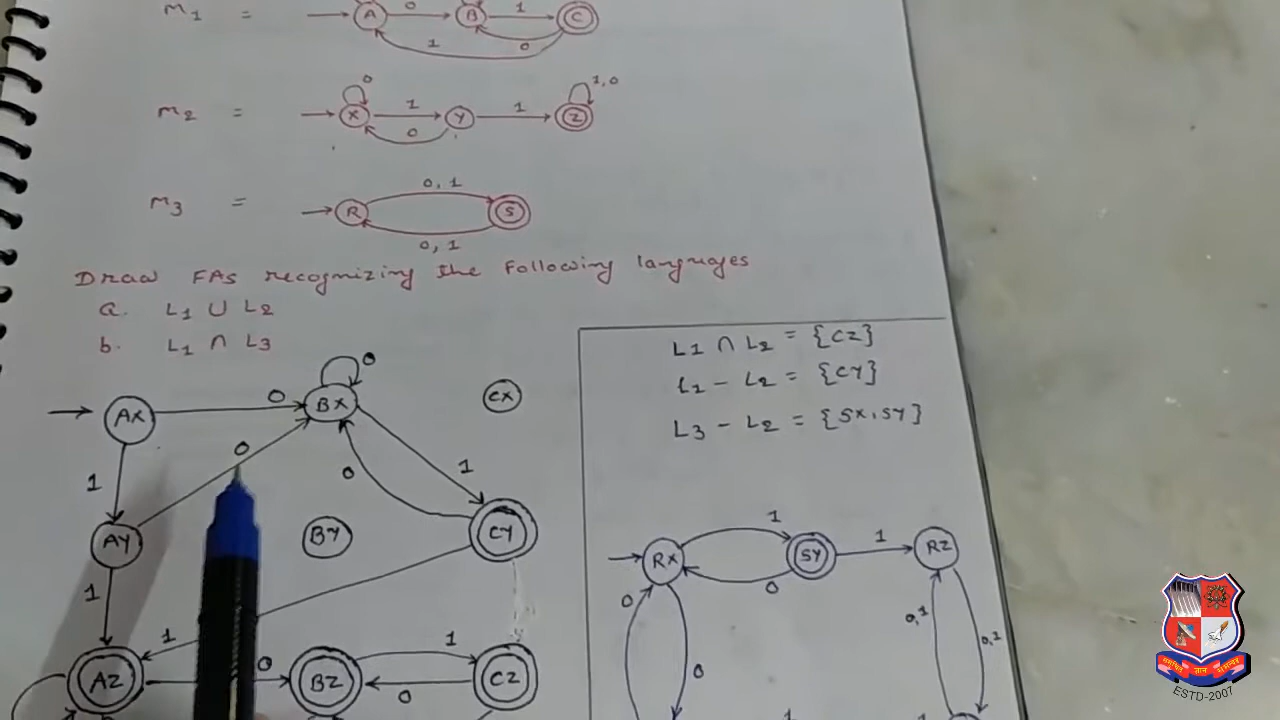 M1 = A 0 B 1 C
1 0
M2 = X 0 1 Y 0 1 Z 1,0
M3 = R 0,1 S
0,1
Draw FAs recognizing the following languages
a. L1 ∪ L2
b. L1 ∩ L3
L1 ∩ L2 = {CZ}
L1 - L2 = {CY}
L3 - L2 = {SX, SY}
AX 0 BX 0 CX
1 0 0 1
AY BY CY
1 1
AZ 0 BZ 1 0 CZ
RX 1 0 SY 1 RZ
0 0 0,1 0,1
1 1
ESTD-2007